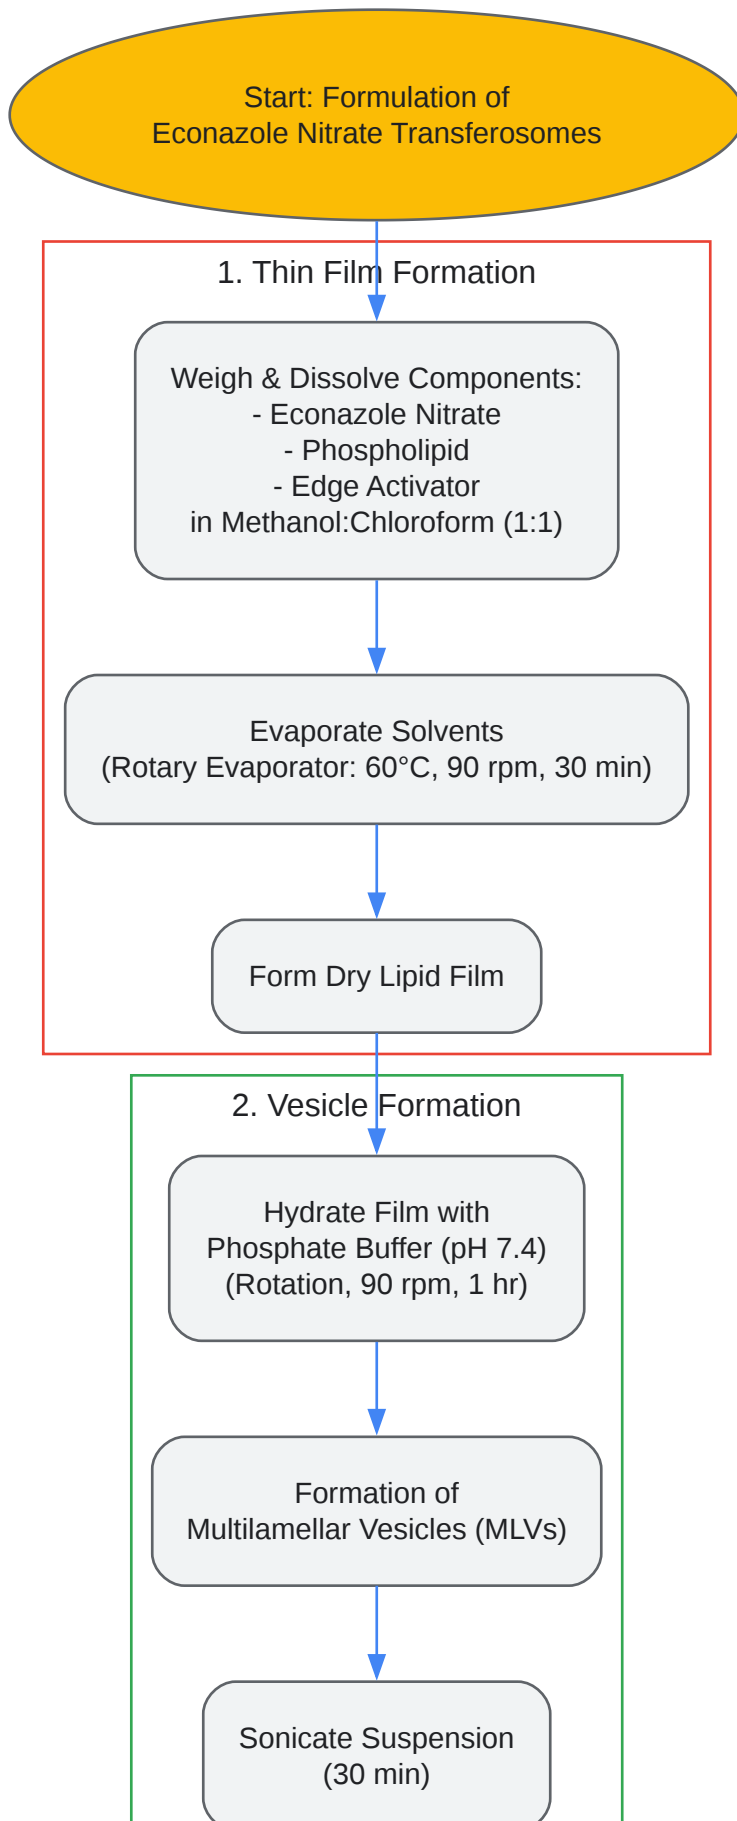 Start: Formulation of
Econazole Nitrate Transferosomes
1. Thin Film Formation
Weigh & Dissolve Components:
- Econazole Nitrate
- Phospholipid
- Edge Activator
in Methanol:Chloroform (1:1)
Evaporate Solvents
(Rotary Evaporator: 60°C, 90 rpm, 30 min)
Form Dry Lipid Film
2. Vesicle Formation
Hydrate Film with
Phosphate Buffer (pH 7.4)
(Rotation, 90 rpm, 1 hr)
Formation of
Multilamellar Vesicles (MLVs)
Sonicate Suspension
(30 min)